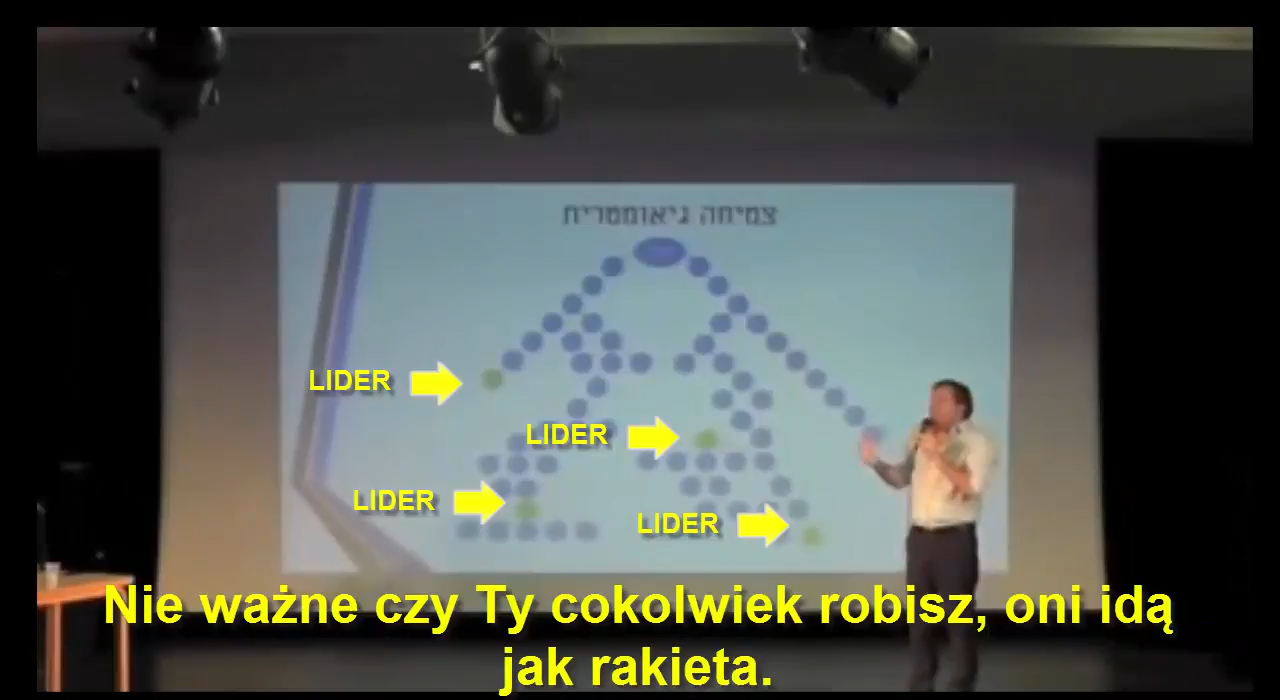 צמיחה גיאומטרית
LIDER
LIDER
LIDER
LIDER
Nie ważne czy Ty cokolwiek robisz, oni idą
jak rakieta.